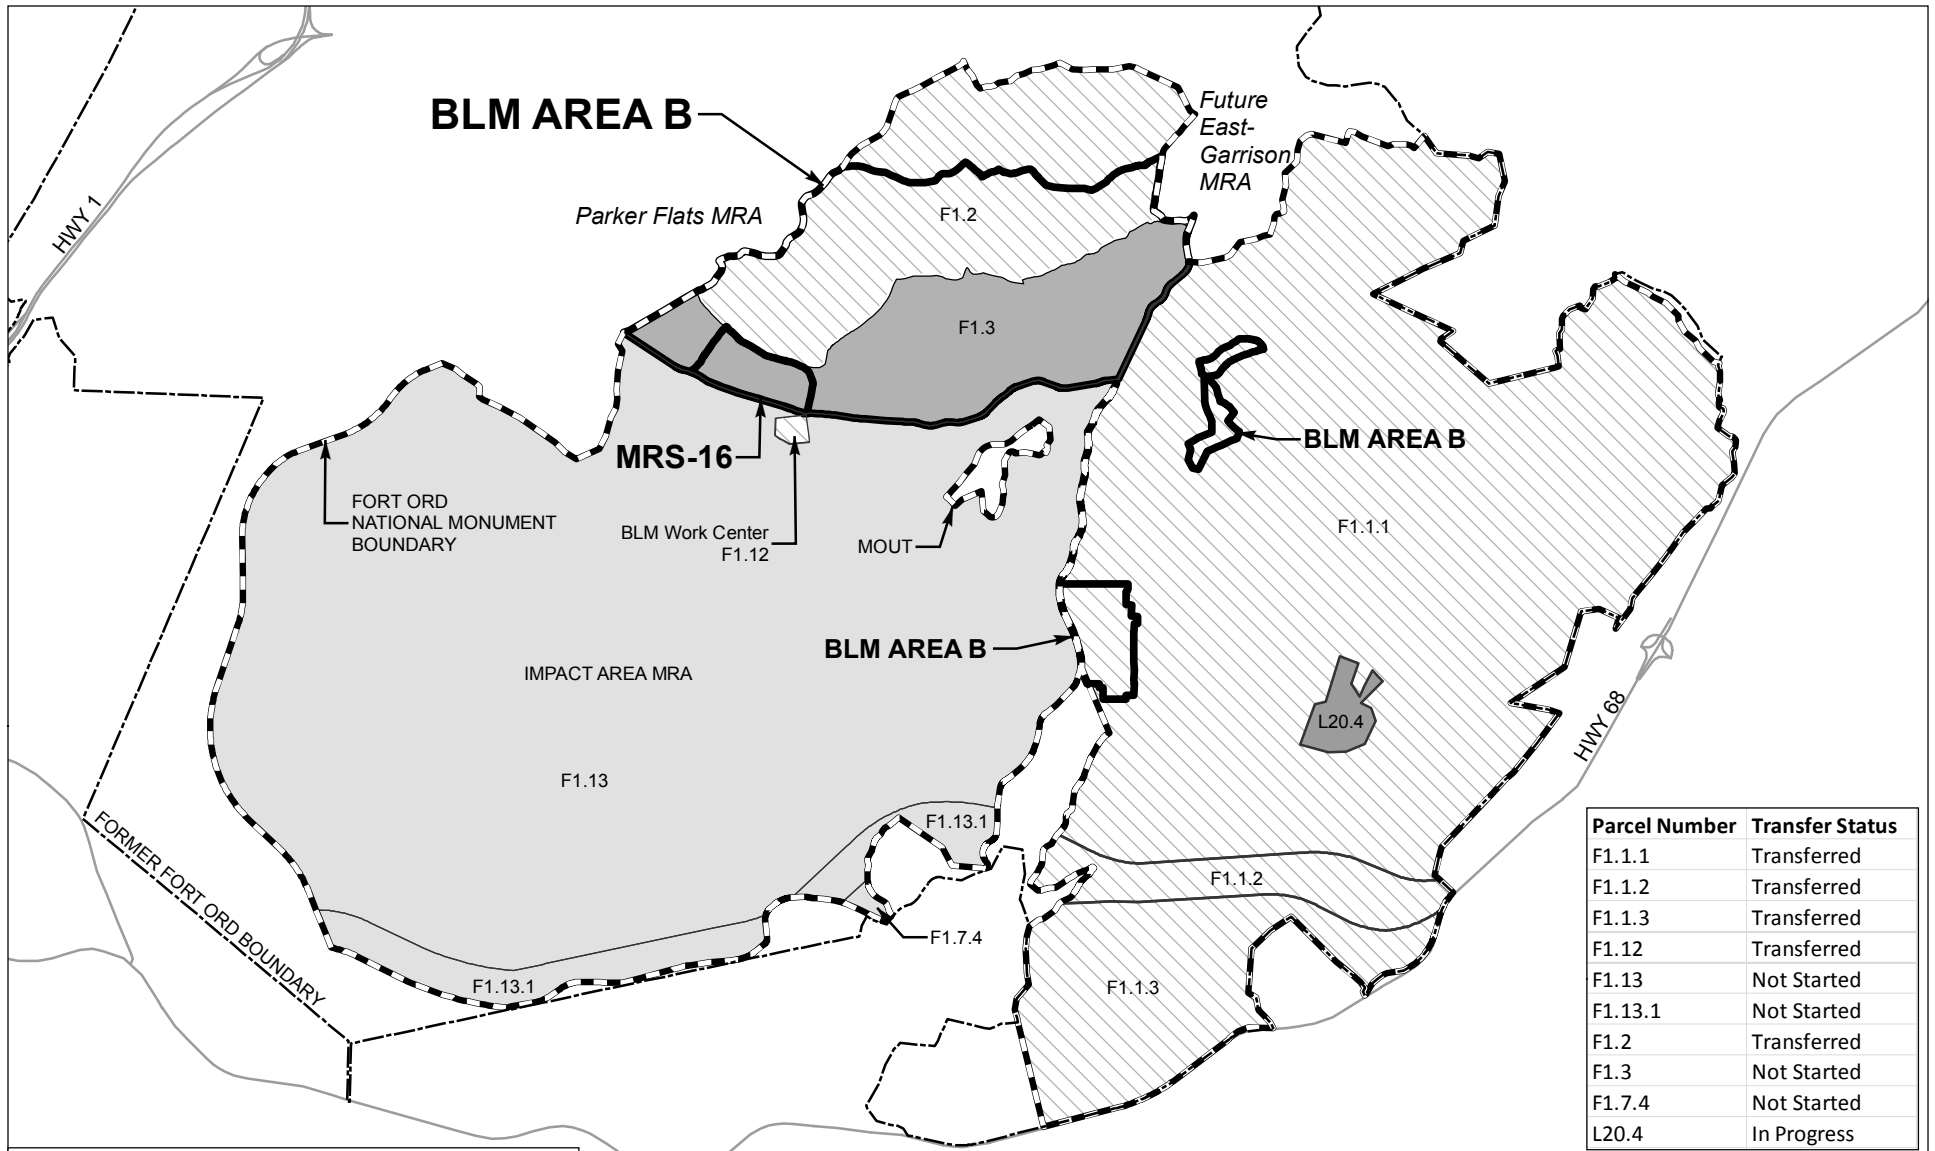 BLM AREA B
Future
East-
Garrison
MRA
HWY 1
Parker Flats MRA
F1.2
F1.3
BLM AREA B
MRS-16
FORT ORD
NATIONAL MONUMENT
BOUNDARY
BLM Work Center
F1.12
MOUT
F1.1.1
BLM AREA B
IMPACT AREA MRA
L20.4
HWY 68
F1.13
F1.13.1
FORMER FORT ORD BOUNDARY
F1.1.2
F1.7.4
F1.13.1
F1.1.3
Parcel Number Transfer Status
F1.1.1 Transferred
F1.1.2 Transferred
F1.1.3 Transferred
F1.12 Transferred
F1.13 Not Started
F1.13.1 Not Started
F1.2 Transferred
F1.3 Not Started
F1.7.4 Not Started
L20.4 In Progress